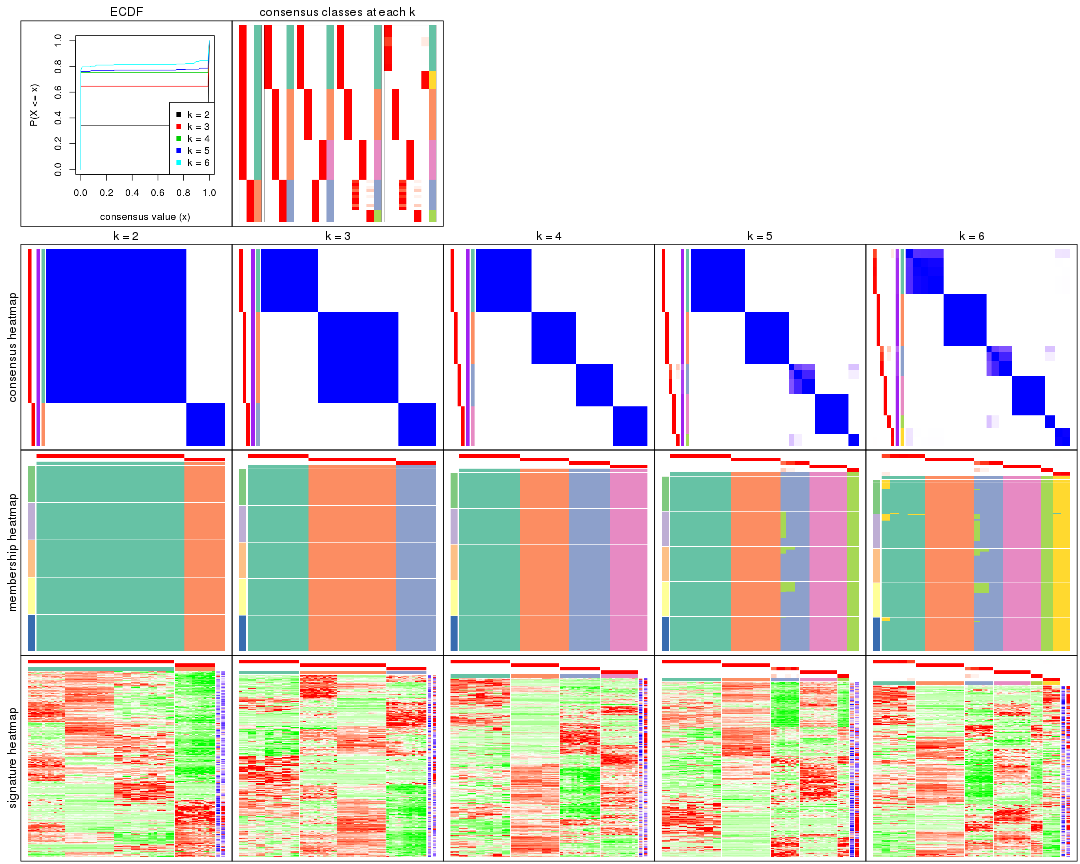 ECDF
consensus classes at each k
P(X <= x)
1.0
0.8
0.6
0.4
0.2
0.0
k = 2
k = 3
k = 4
k = 5
k = 6
0.0 0.2 0.4 0.6 0.8 1.0
consensus value (x)
k = 2
k = 3
k = 4
k = 5
k = 6
consensus heatmap
membership heatmap
signature heatmap